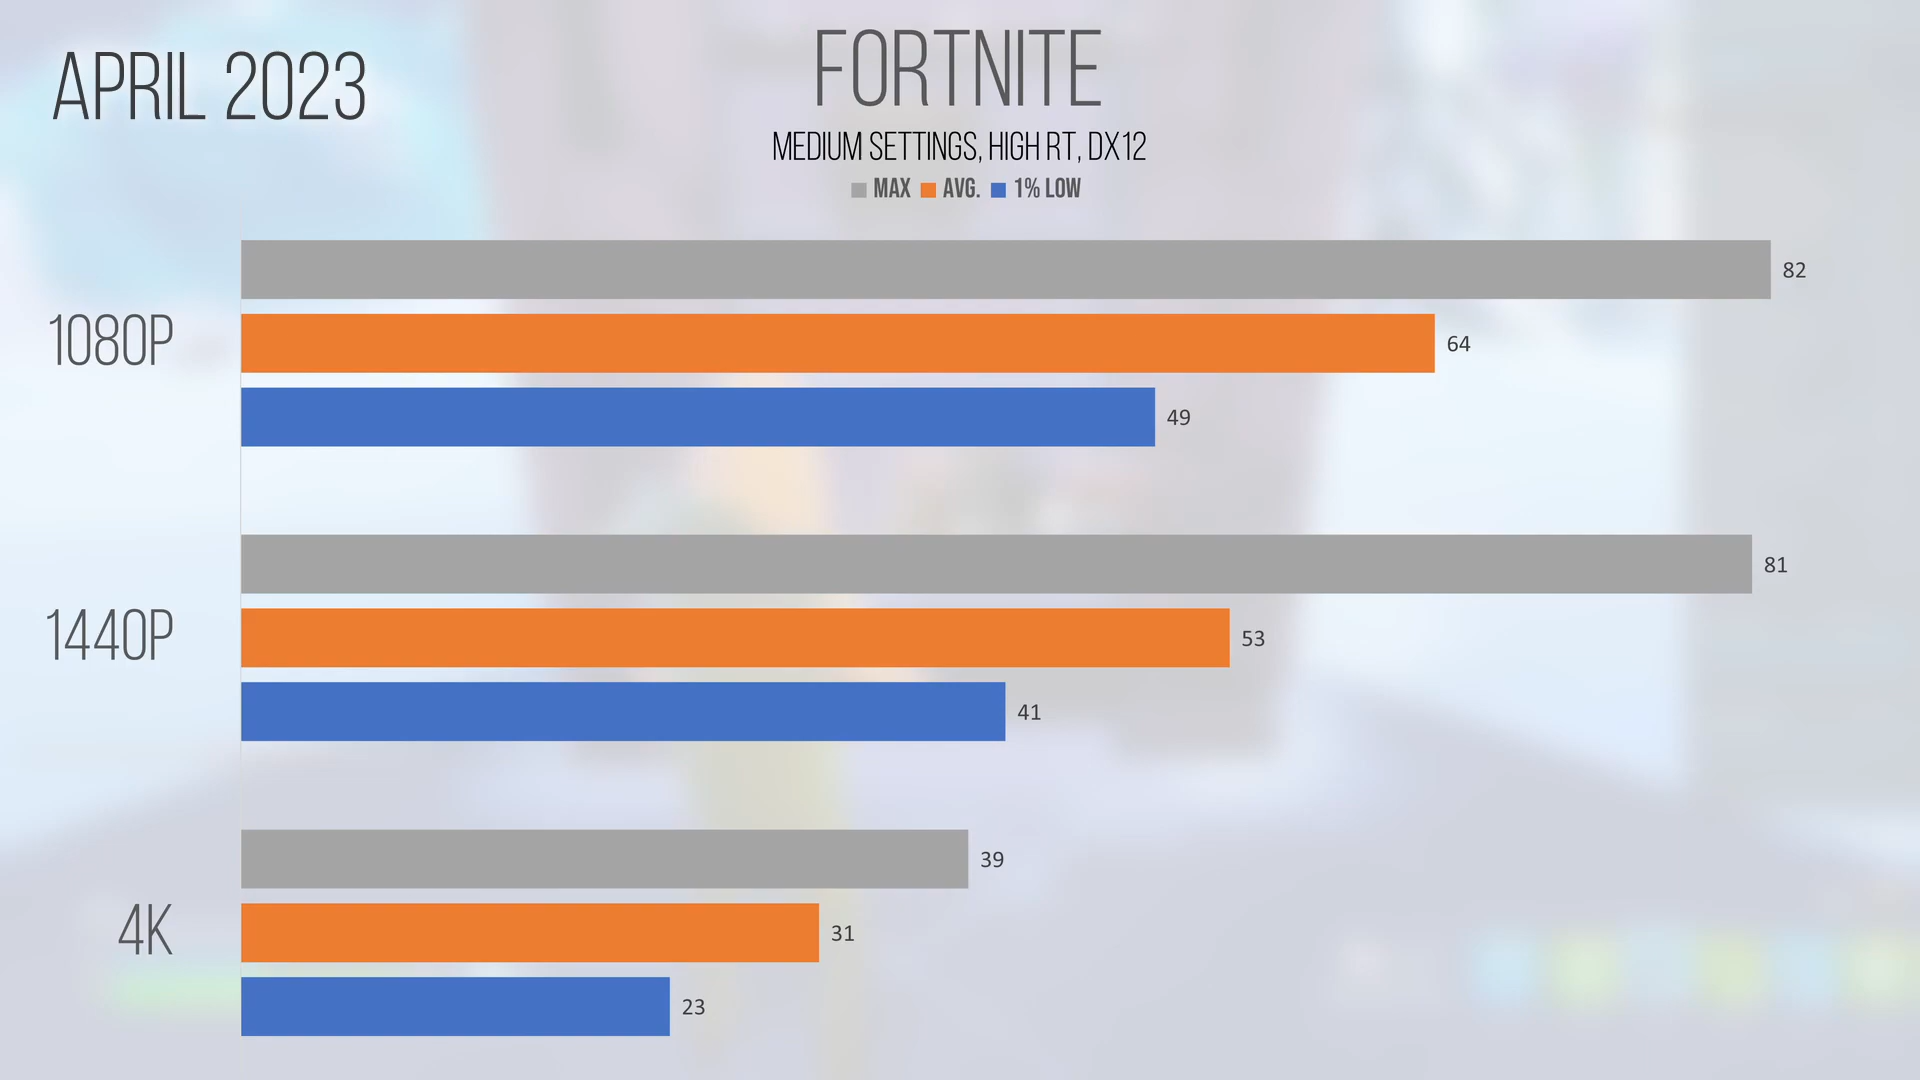 APRIL 2023
FORTNITE
MEDIUM SETTINGS, HIGH RT, DX12
MAX AVG. 1% LOW
82
1080P 64
49
81
1440P 53
41
39
4K 31
23